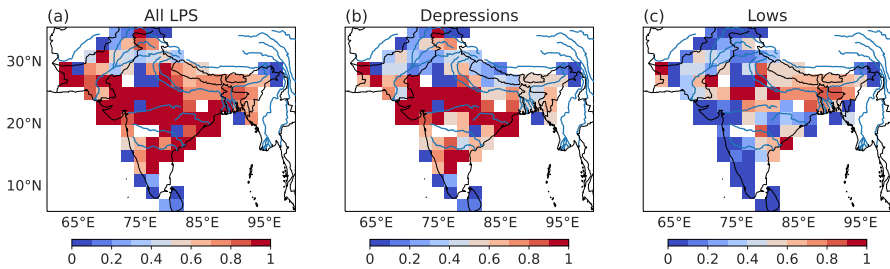 (a) All LPS (b) Depressions (c) Lows
30°N
20°N
10°N
65°E 75°E 85°E 95°E 65°E 75°E 85°E 95°E 65°E 75°E 85°E 95°E
0 0.2 0.4 0.6 0.8 1 0 0.2 0.4 0.6 0.8 1 0 0.2 0.4 0.6 0.8 1